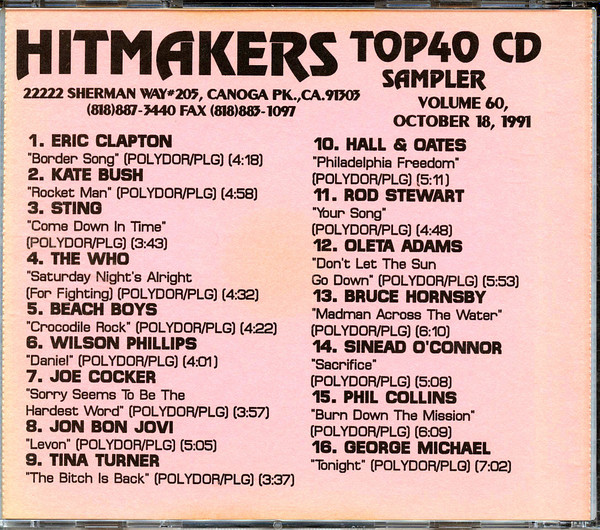 HITMAKERS TOP40 CD
SAMPLER
22222 SHERMAN WAY#205, CANOGA PK.,CA.91303
(818)887-3440 FAX (818)883-1097
VOLUME 60,
OCTOBER 18, 1991
1. ERIC CLAPTON
"Border Song" (POLYDOR/PLG) (4:18)
2. KATE BUSH
"Rocket Man" (POLYDOR/PLG) (4:58)
3. STING
"Come Down In Time"
(POLYDOR/PLG) (3:43)
4. THE WHO
"Saturday Night's Alright
(For Fighting) (POLYDOR/PLG) (4:32)
5. BEACH BOYS
"Crocodile Rock" (POLYDOR/PLG) (4:22)
6. WILSON PHILLIPS
"Daniel" (POLYDOR/PLG) (4:01)
7. JOE COCKER
"Sorry Seems To Be The
Hardest Word" (POLYDOR/PLG) (3:57)
8. JON BON JOVI
"Levon" (POLYDOR/PLG) (5:05)
9. TINA TURNER
"The Bitch Is Back" (POLYDOR/PLG) (3:37)
10. HALL & OATES
"Philadelphia Freedom"
(POLYDOR/PLG) (5:11)
11. ROD STEWART
"Your Song"
(POLYDOR/PLG) (4:48)
12. OLETA ADAMS
"Don't Let The Sun
Go Down" (POLYDOR/PLG) (5:53)
13. BRUCE HORNSBY
"Madman Across The Water"
(POLYDOR/PLG) (6:10)
14. SINEAD O'CONNOR
"Sacrifice"
(POLYDOR/PLG) (5:08)
15. PHIL COLLINS
"Burn Down The Mission"
(POLYDOR/PLG) (6:09)
16. GEORGE MICHAEL
"Tonight" (POLYDOR/PLG) (7:02)